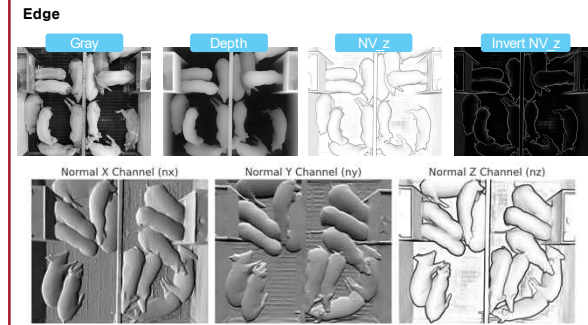 Edge
Gray
Depth
NV_z
Invert NV_z
Normal X Channel (nx)
Normal Y Channel (ny)
Normal Z Channel (nz)